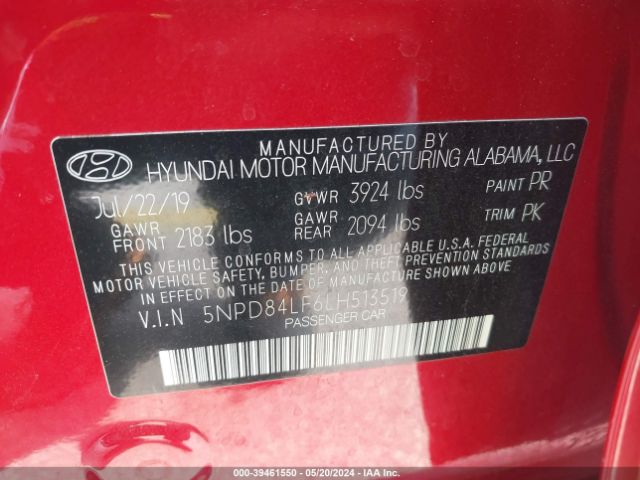 MANUFACTURED BY
HYUNDAI MOTOR MANUFACTURING ALABAMA, LLC
Jul/22/19 GVWR 3924 lbs PAINT PR
GAWR FRONT 2183 lbs GAWR REAR 2094 lbs TRIM PK
THIS VEHICLE CONFORMS TO ALL APPLICABLE U.S.A. FEDERAL
MOTOR VEHICLE SAFETY, BUMPER, AND THEFT PREVENTION STANDARDS
IN EFFECT ON THE DATE OF MANUFACTURE SHOWN ABOVE.
V.I.N 5NPD84LF6LH513519
PASSENGER CAR
000-39461550 - 05/20/2024 - IAA Inc.